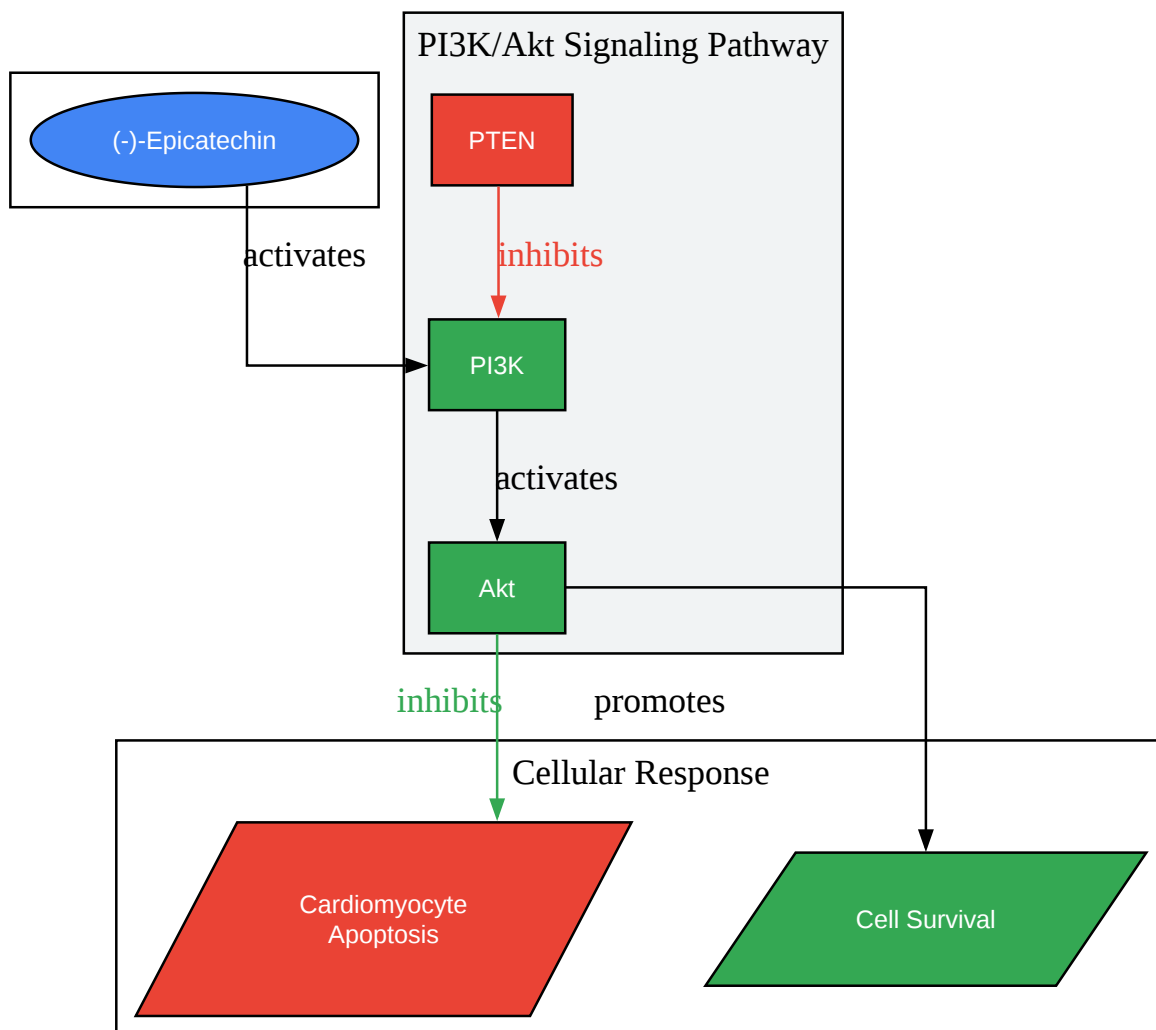 PI3K/Akt Signaling Pathway
(-)-Epicatechin
PTEN
activates
inhibits
PI3K
activates
Akt
inhibits
promotes
Cellular Response
Cardiomyocyte
Apoptosis
Cell Survival